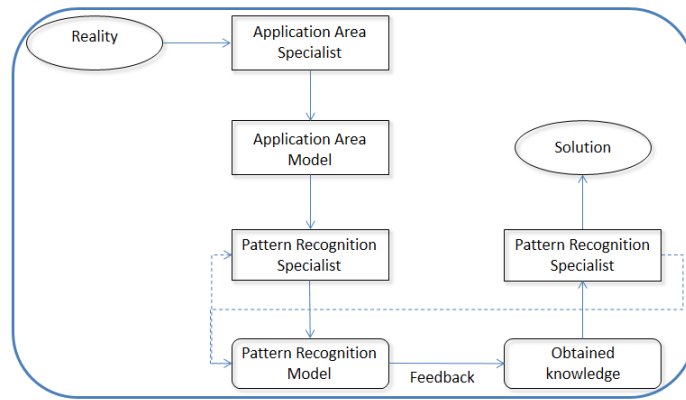 Reality
Application Area
Specialist
Application Area
Model
Solution
Pattern Recognition
Specialist
Pattern Recognition
Specialist
Pattern Recognition
Model
Feedback
Obtained
knowledge